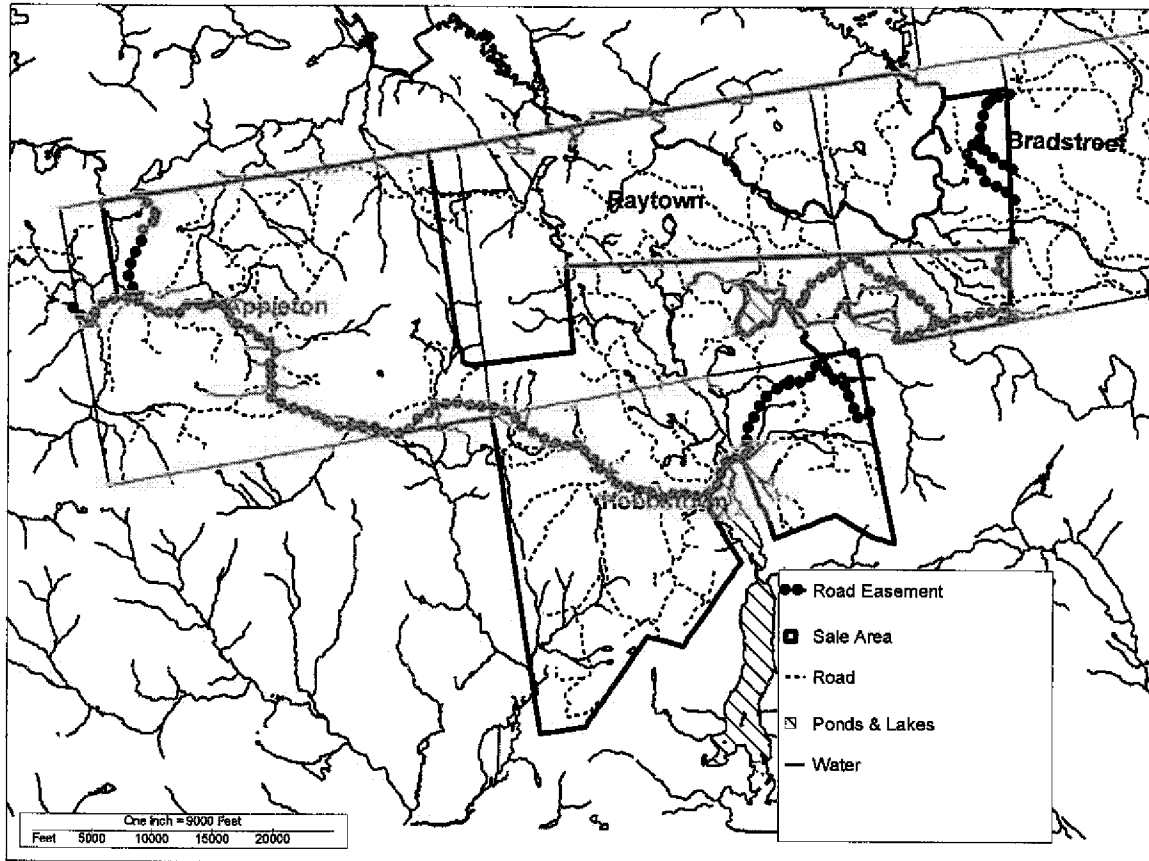 Bradstreet
Raytown
Appleton
Road Easement
Sale Area
Road
Ponds & Lakes
Water
One Inch = 9000 Feet
Feet 5000 10000 15000 20000